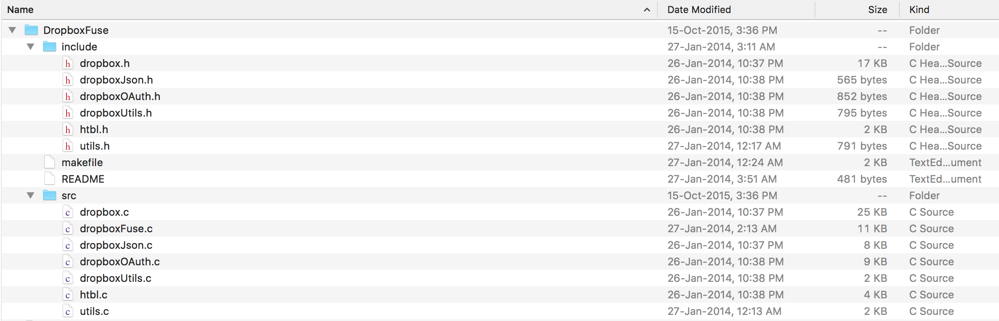 Name Date Modified Size Kind
DropboxFuse 15-Oct-2015, 3:36 PM -- Folder
include 27-Jan-2014, 3:11 AM -- Folder
h dropbox.h 26-Jan-2014, 10:37 PM 17 KB C Hea...Source
h dropboxJson.h 26-Jan-2014, 10:38 PM 565 bytes C Hea...Source
h dropboxOAuth.h 26-Jan-2014, 10:38 PM 852 bytes C Hea...Source
h dropboxUtils.h 26-Jan-2014, 10:38 PM 795 bytes C Hea...Source
h htbl.h 26-Jan-2014, 10:38 PM 2 KB C Hea...Source
h utils.h 27-Jan-2014, 12:17 AM 791 bytes C Hea...Source
makefile 27-Jan-2014, 12:24 AM 2 KB TextEd...ument
README 27-Jan-2014, 3:51 AM 481 bytes TextEd...ument
src 15-Oct-2015, 3:36 PM -- Folder
c dropbox.c 26-Jan-2014, 10:37 PM 25 KB C Source
c dropboxFuse.c 27-Jan-2014, 2:13 AM 11 KB C Source
c dropboxJson.c 26-Jan-2014, 10:37 PM 8 KB C Source
c dropboxOAuth.c 26-Jan-2014, 10:38 PM 9 KB C Source
c dropboxUtils.c 26-Jan-2014, 10:38 PM 2 KB C Source
c htbl.c 26-Jan-2014, 10:38 PM 4 KB C Source
c utils.c 27-Jan-2014, 12:13 AM 2 KB C Source